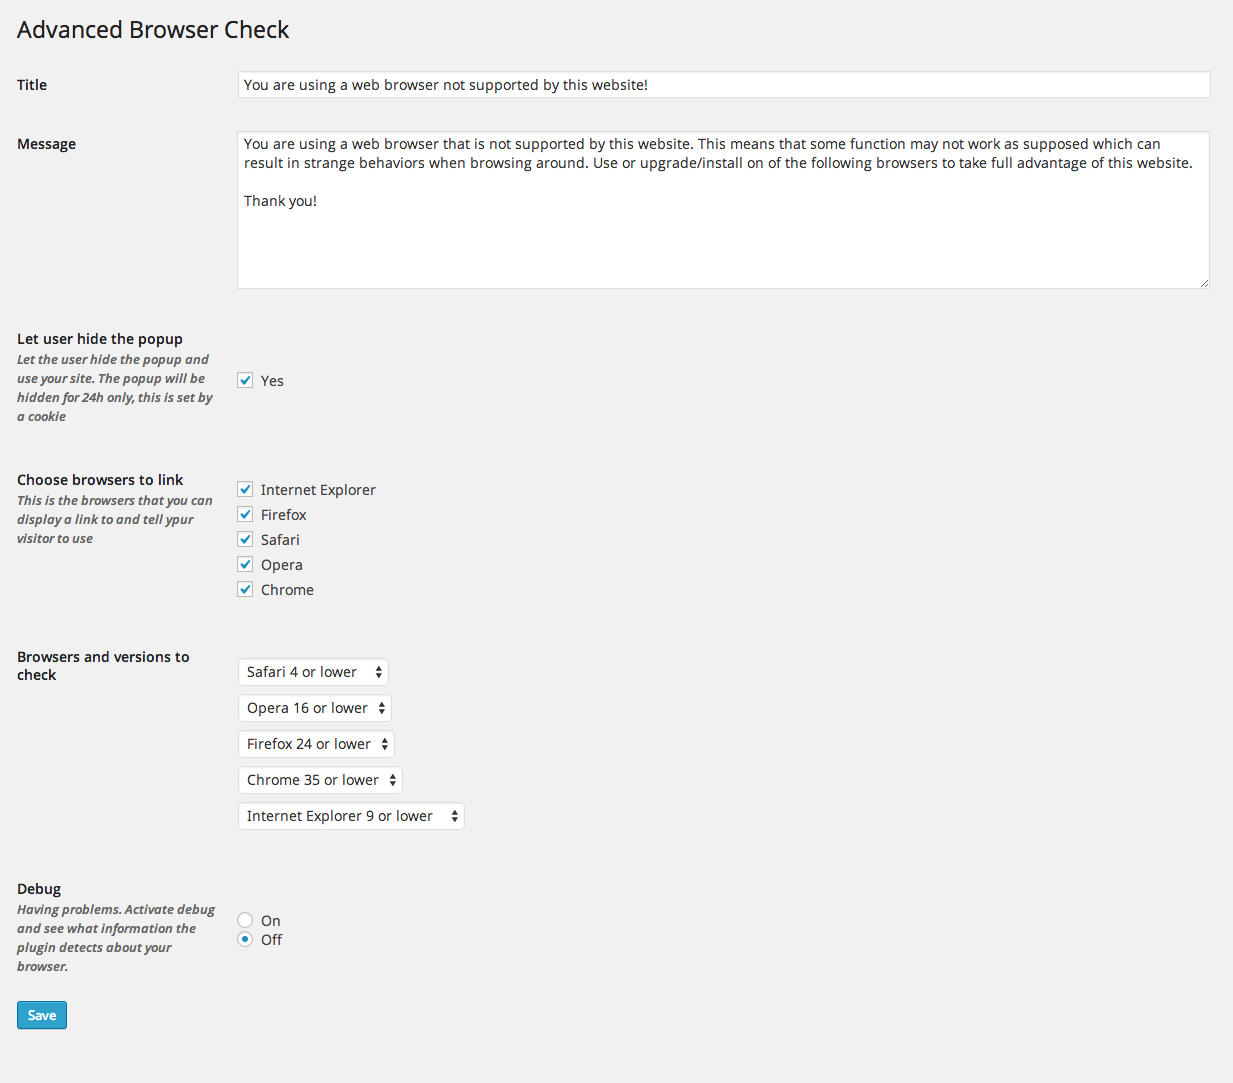 Advanced Browser Check
Title
You are using a web browser not supported by this website!
Message
You are using a web browser that is not supported by this website. This means that some function may not work as supposed which can
result in strange behaviors when browsing around. Use or upgrade/install on of the following browsers to take full advantage of this website.
Thank you!
Let user hide the popup
Let the user hide the popup and
use your site. The popup will be
hidden for 24h only, this is set by
a cookie
Yes
Choose browsers to link
This is the browsers that you can
display a link to and tell ypur
visitor to use
Internet Explorer
Firefox
Safari
Opera
Chrome
Browsers and versions to
check
Safari 4 or lower
Opera 16 or lower
Firefox 24 or lower
Chrome 35 or lower
Internet Explorer 9 or lower
Debug
Having problems. Activate debug
and see what information the
plugin detects about your
browser.
On
Off
Save